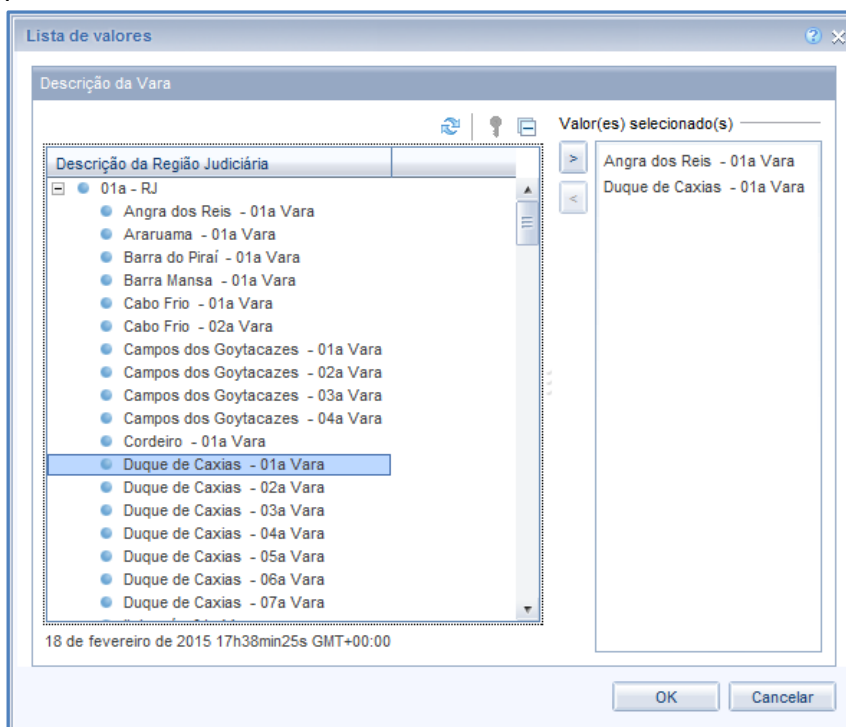 Lista de valores
Descrição da Vara
Valor(es) selecionado(s)
Descrição da Região Judiciária
> Angra dos Reis - 01a Vara
< Duque de Caxias - 01a Vara
01a - RJ
Angra dos Reis - 01a Vara
Araruama - 01a Vara
Barra do Piraí - 01a Vara
Barra Mansa - 01a Vara
Cabo Frio - 01a Vara
Cabo Frio - 02a Vara
Campos dos Goytacazes - 01a Vara
Campos dos Goytacazes - 02a Vara
Campos dos Goytacazes - 03a Vara
Campos dos Goytacazes - 04a Vara
Cordeiro - 01a Vara
Duque de Caxias - 01a Vara
Duque de Caxias - 02a Vara
Duque de Caxias - 03a Vara
Duque de Caxias - 04a Vara
Duque de Caxias - 05a Vara
Duque de Caxias - 06a Vara
Duque de Caxias - 07a Vara
18 de fevereiro de 2015 17h38min25s GMT+00:00
OK Cancelar